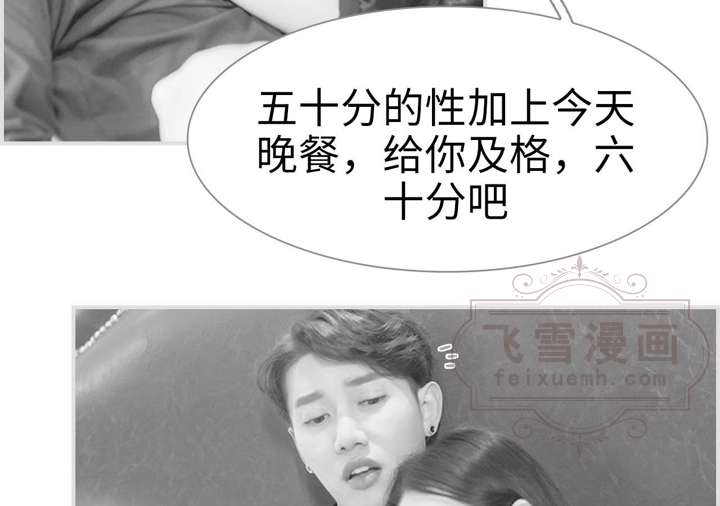 五十分的性加上今天
晚餐，给你及格，六
十分吧
飞雪漫画
feixuemh.com